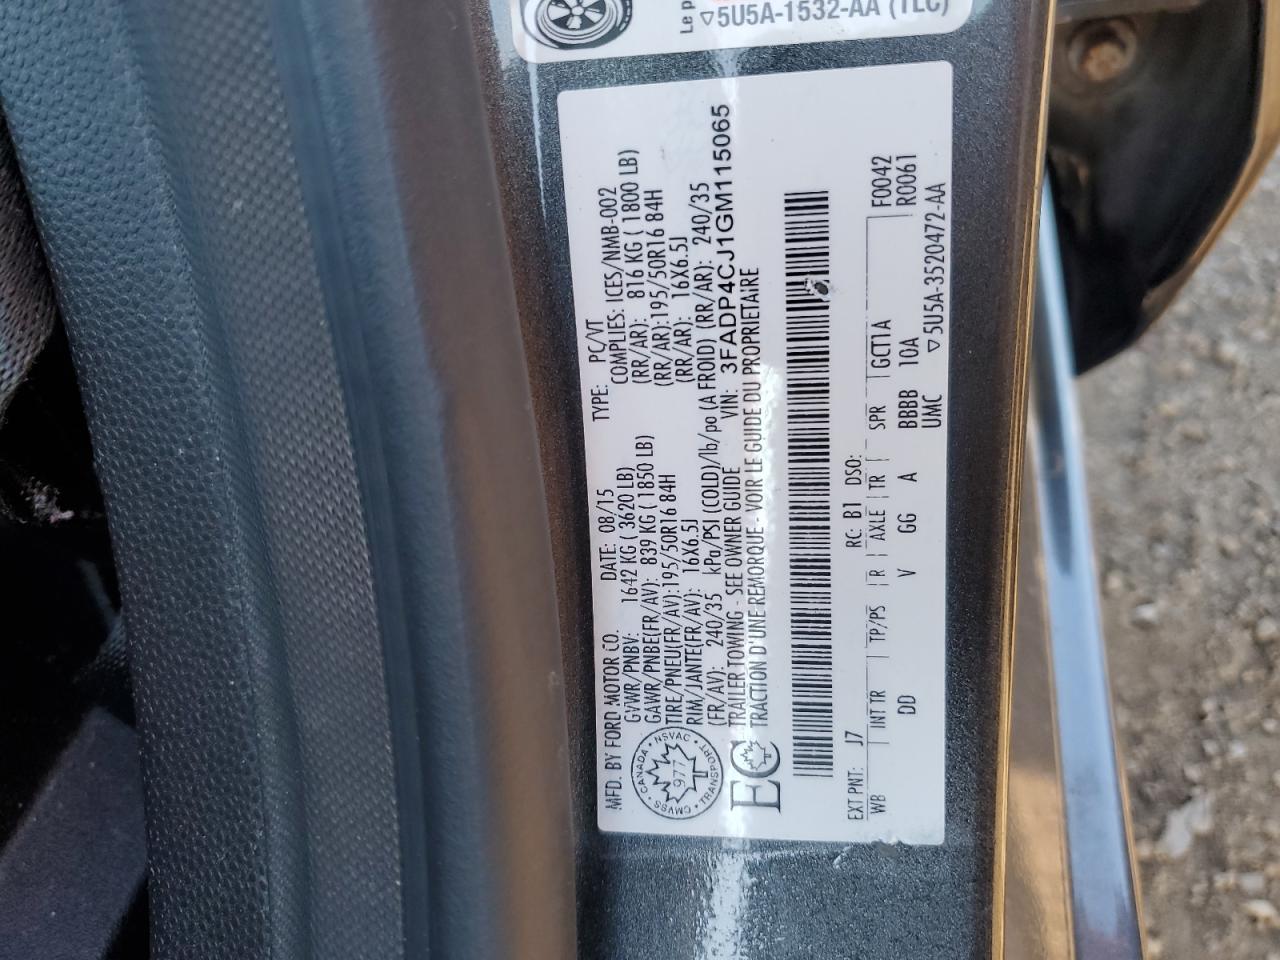 Le p
▽5U5A-1532-AA (TLC)
MFD. BY FORD MOTOR CO. DATE: 08/15 TYPE: PC/VT
GVWR/PNBV: 1642 KG ( 3620 LB) COMPLIES: ICES/NMB-002
GAWR/PNBE(FR/AV): 839 KG ( 1850 LB) (RR/AR): 816 KG ( 1800 LB)
TIRE/PNEU(FR/AV): 195/50R16 84H (RR/AR): 195/50R16 84H
RIM/JANTE(FR/AV): 16X6.5J (RR/AR): 16X6.5J
(FR/AV): 240/35 kPa/PSI (COLD)/lb/po (A FROID) (RR/AR): 240/35
TRAILER TOWING - SEE OWNER GUIDE VIN: 3FADP4CJ1GM115065
TRACTION D'UNE REMORQUE - VOIR LE GUIDE DU PROPRIETAIRE
CMVSS • CANADA • NSVAC • TRANSPORT •
977
EC
EXT PNT: J7 RC: B1 DSO: F0042
WB INT TR TP/PS R AXLE TR SPR GCT1A R0061
DD V GG A BBBB 10A
UMC ▽5U5A-3520472-AA